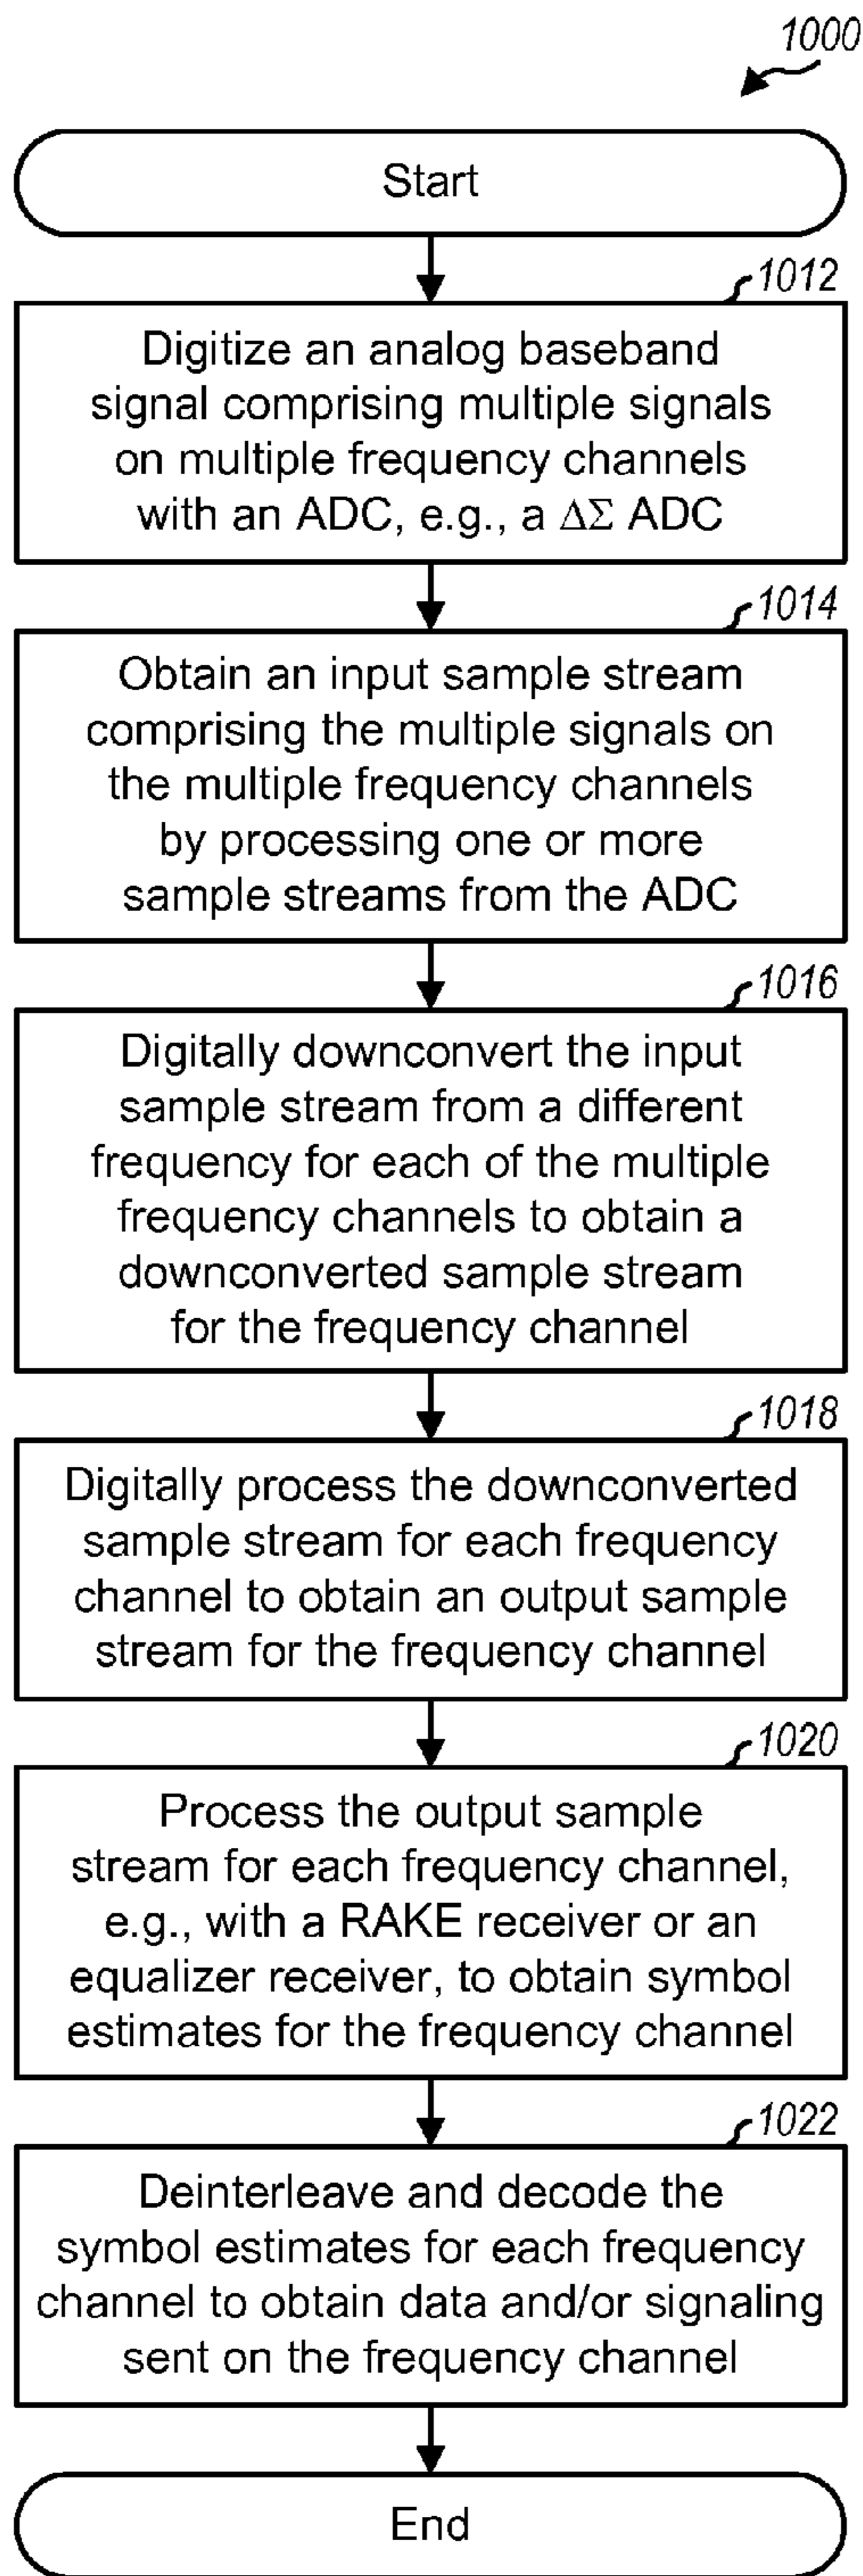 1000
Start
1012
Digitize an analog baseband
signal comprising multiple signals
on multiple frequency channels
with an ADC, e.g., a ΔΣ ADC
1014
Obtain an input sample stream
comprising the multiple signals on
the multiple frequency channels
by processing one or more
sample streams from the ADC
1016
Digitally downconvert the input
sample stream from a different
frequency for each of the multiple
frequency channels to obtain a
downconverted sample stream
for the frequency channel
1018
Digitally process the downconverted
sample stream for each frequency
channel to obtain an output sample
stream for the frequency channel
1020
Process the output sample
stream for each frequency channel,
e.g., with a RAKE receiver or an
equalizer receiver, to obtain symbol
estimates for the frequency channel
1022
Deinterleave and decode the
symbol estimates for each frequency
channel to obtain data and/or signaling
sent on the frequency channel
End